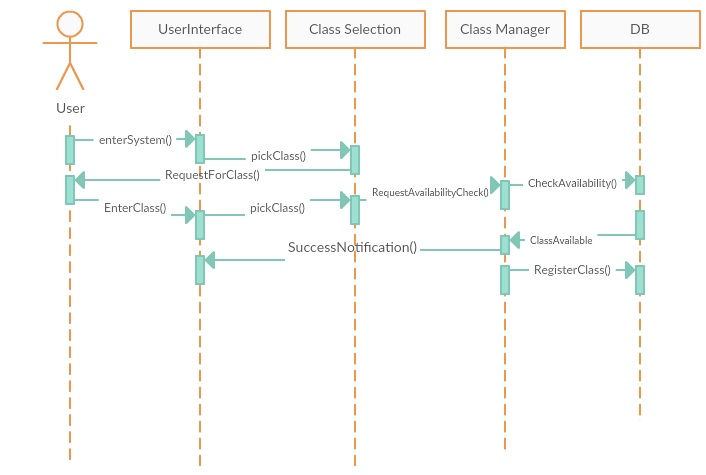 UserInterface
Class Selection
Class Manager
DB
User
enterSystem()
pickClass()
RequestForClass()
RequestAvailabilityCheck()
CheckAvailability()
EnterClass()
pickClass()
ClassAvailable
SuccessNotification()
RegisterClass()